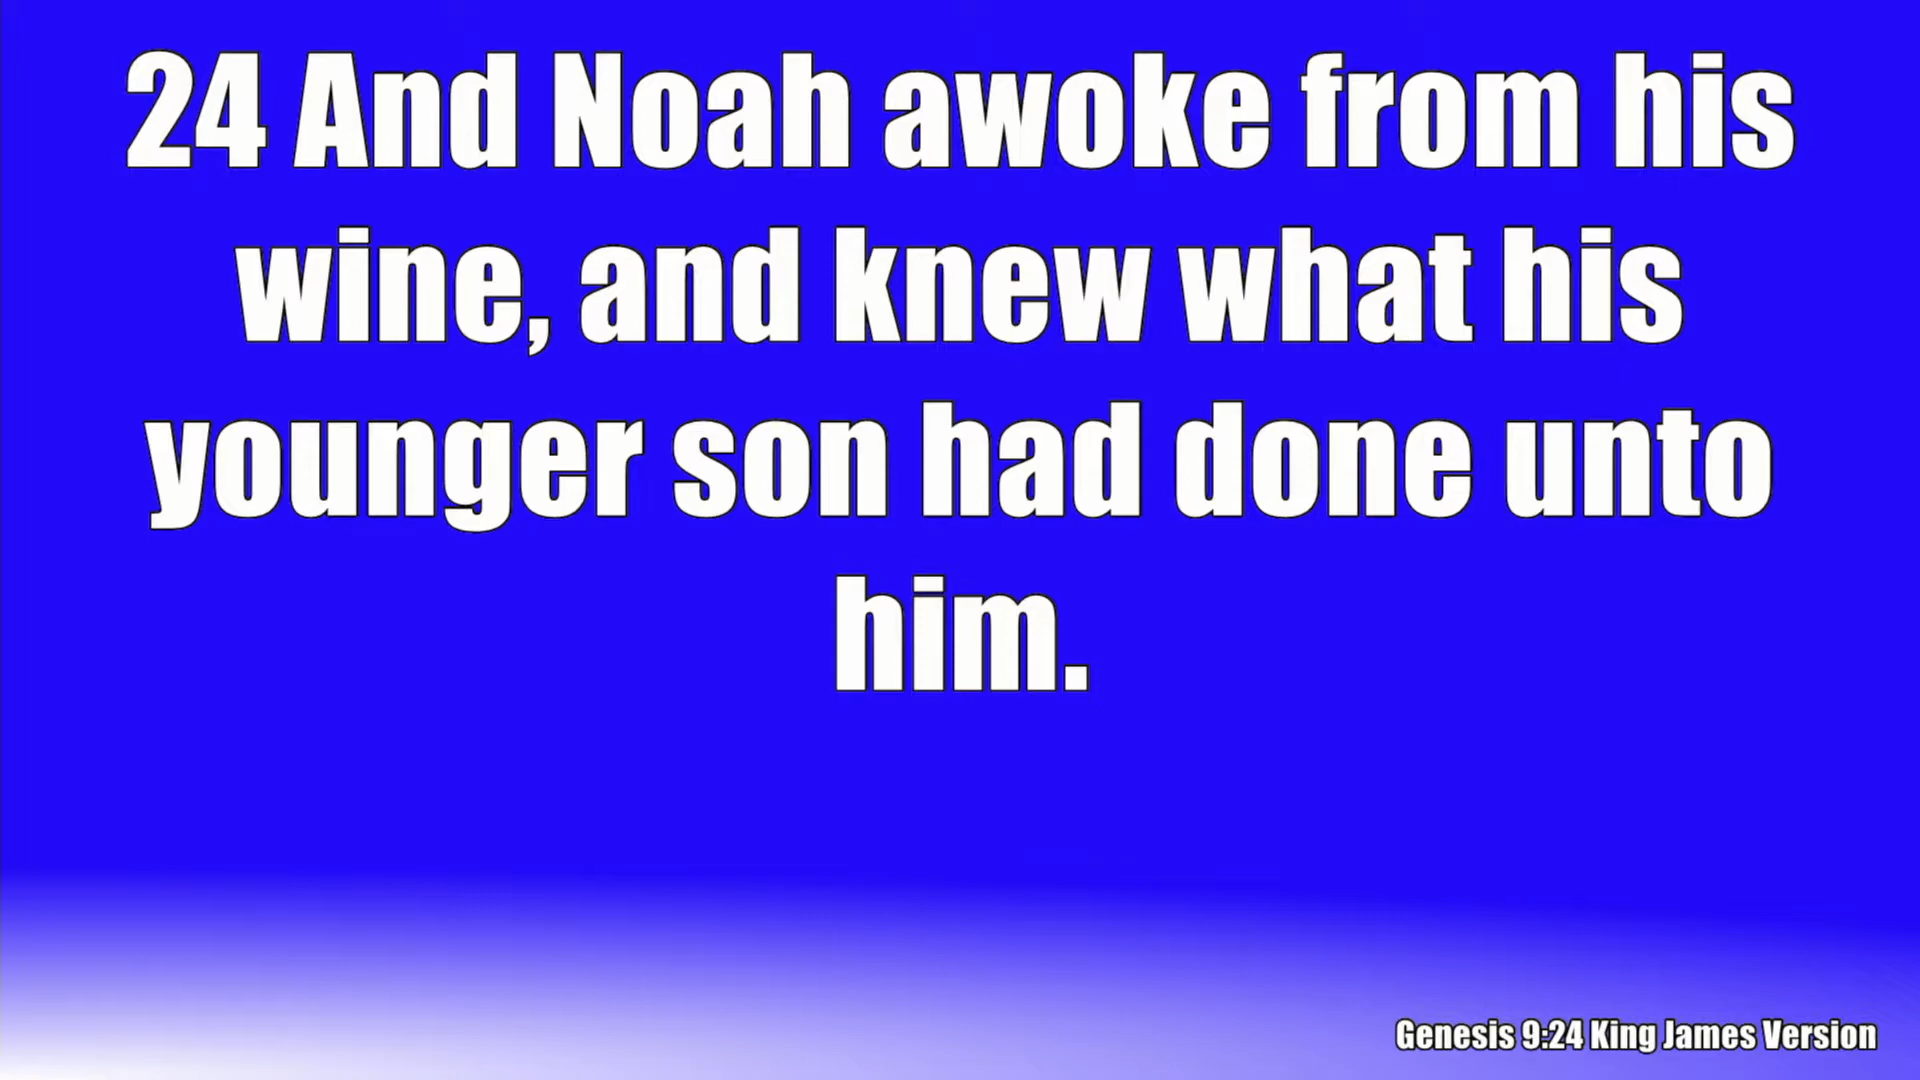 24 And Noah awoke from his
wine, and knew what his
younger son had done unto
him.
Genesis 9:24 King James Version